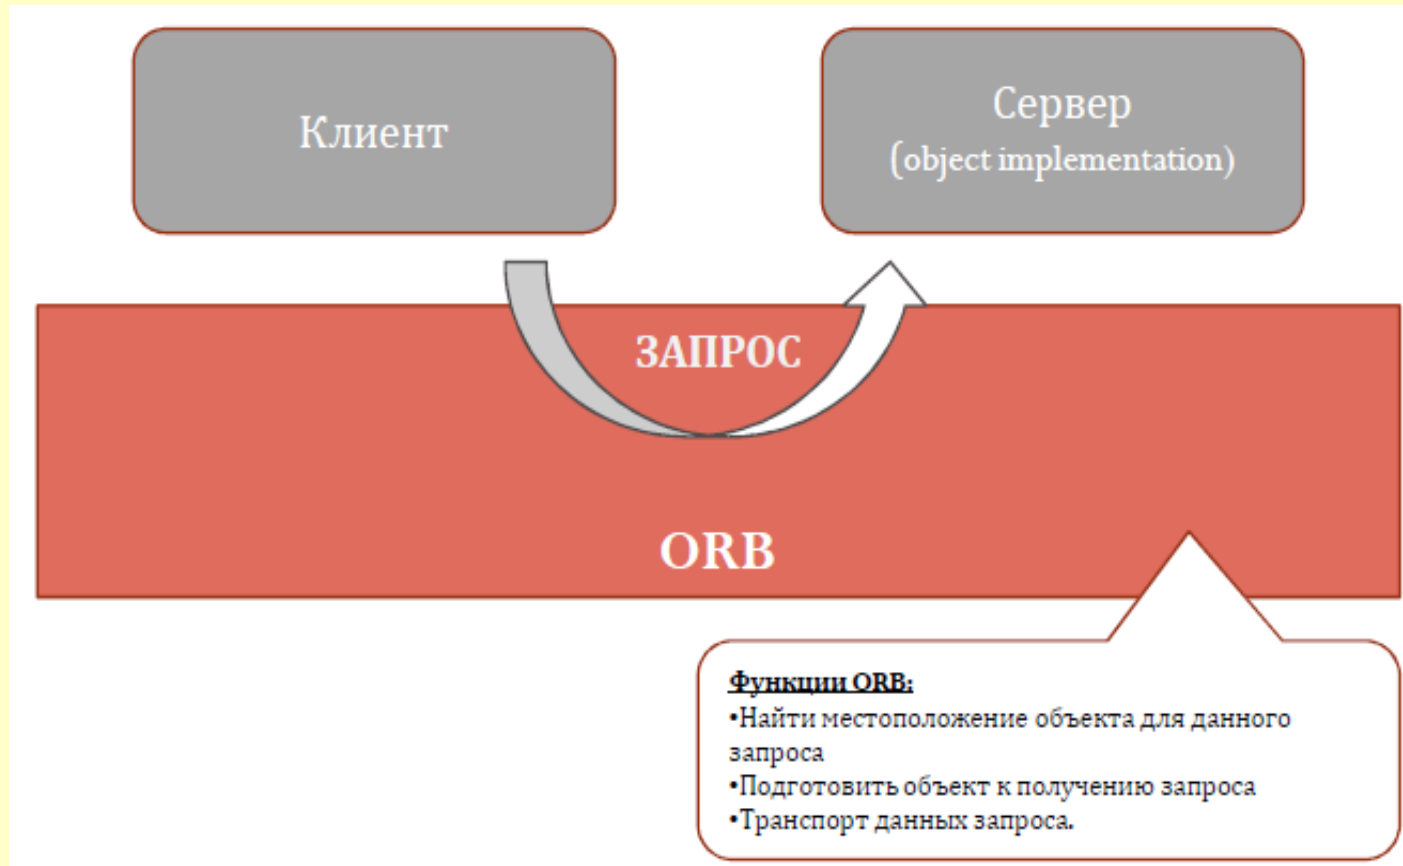 Клиент
Сервер
(object implementation)
ЗАПРОС
ORB
Функции ORB:
•Найти местоположение объекта для данного
запроса
•Подготовить объект к получению запроса
•Транспорт данных запроса.